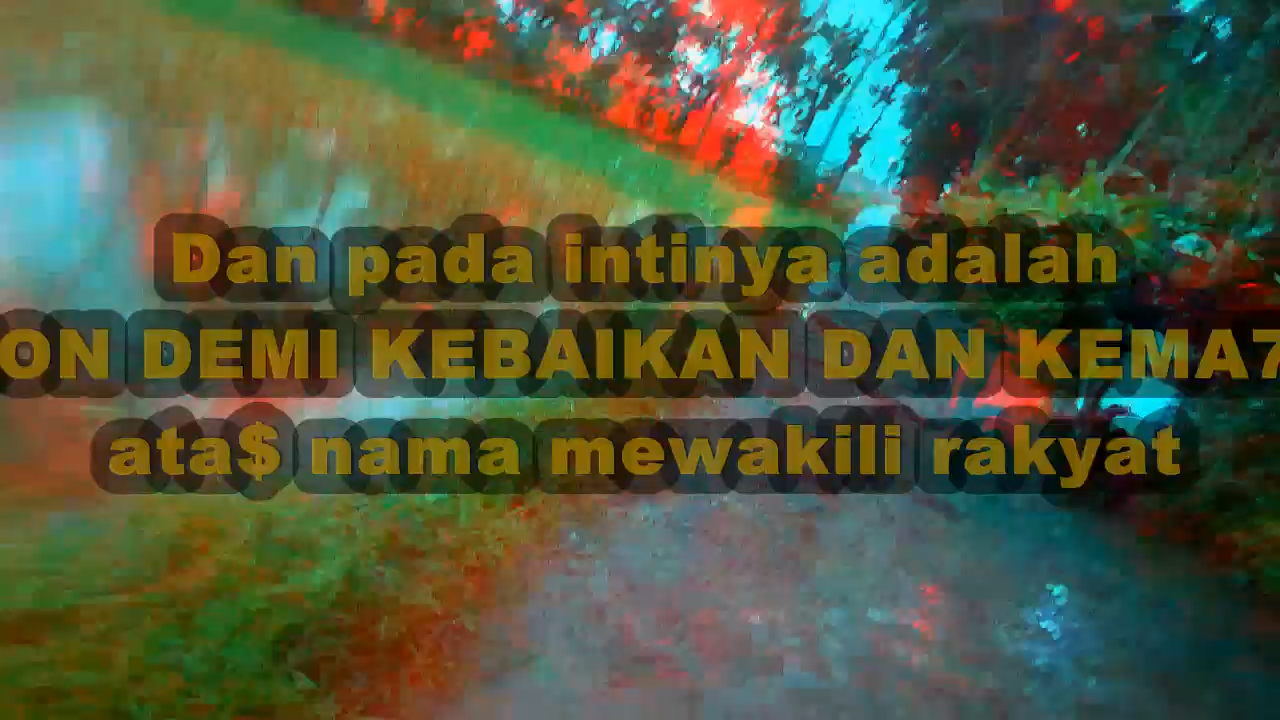 Dan pada intinya adalah
ON DEMI KEBAIKAN DAN KEMA7
ata$ nama mewakili rakyat